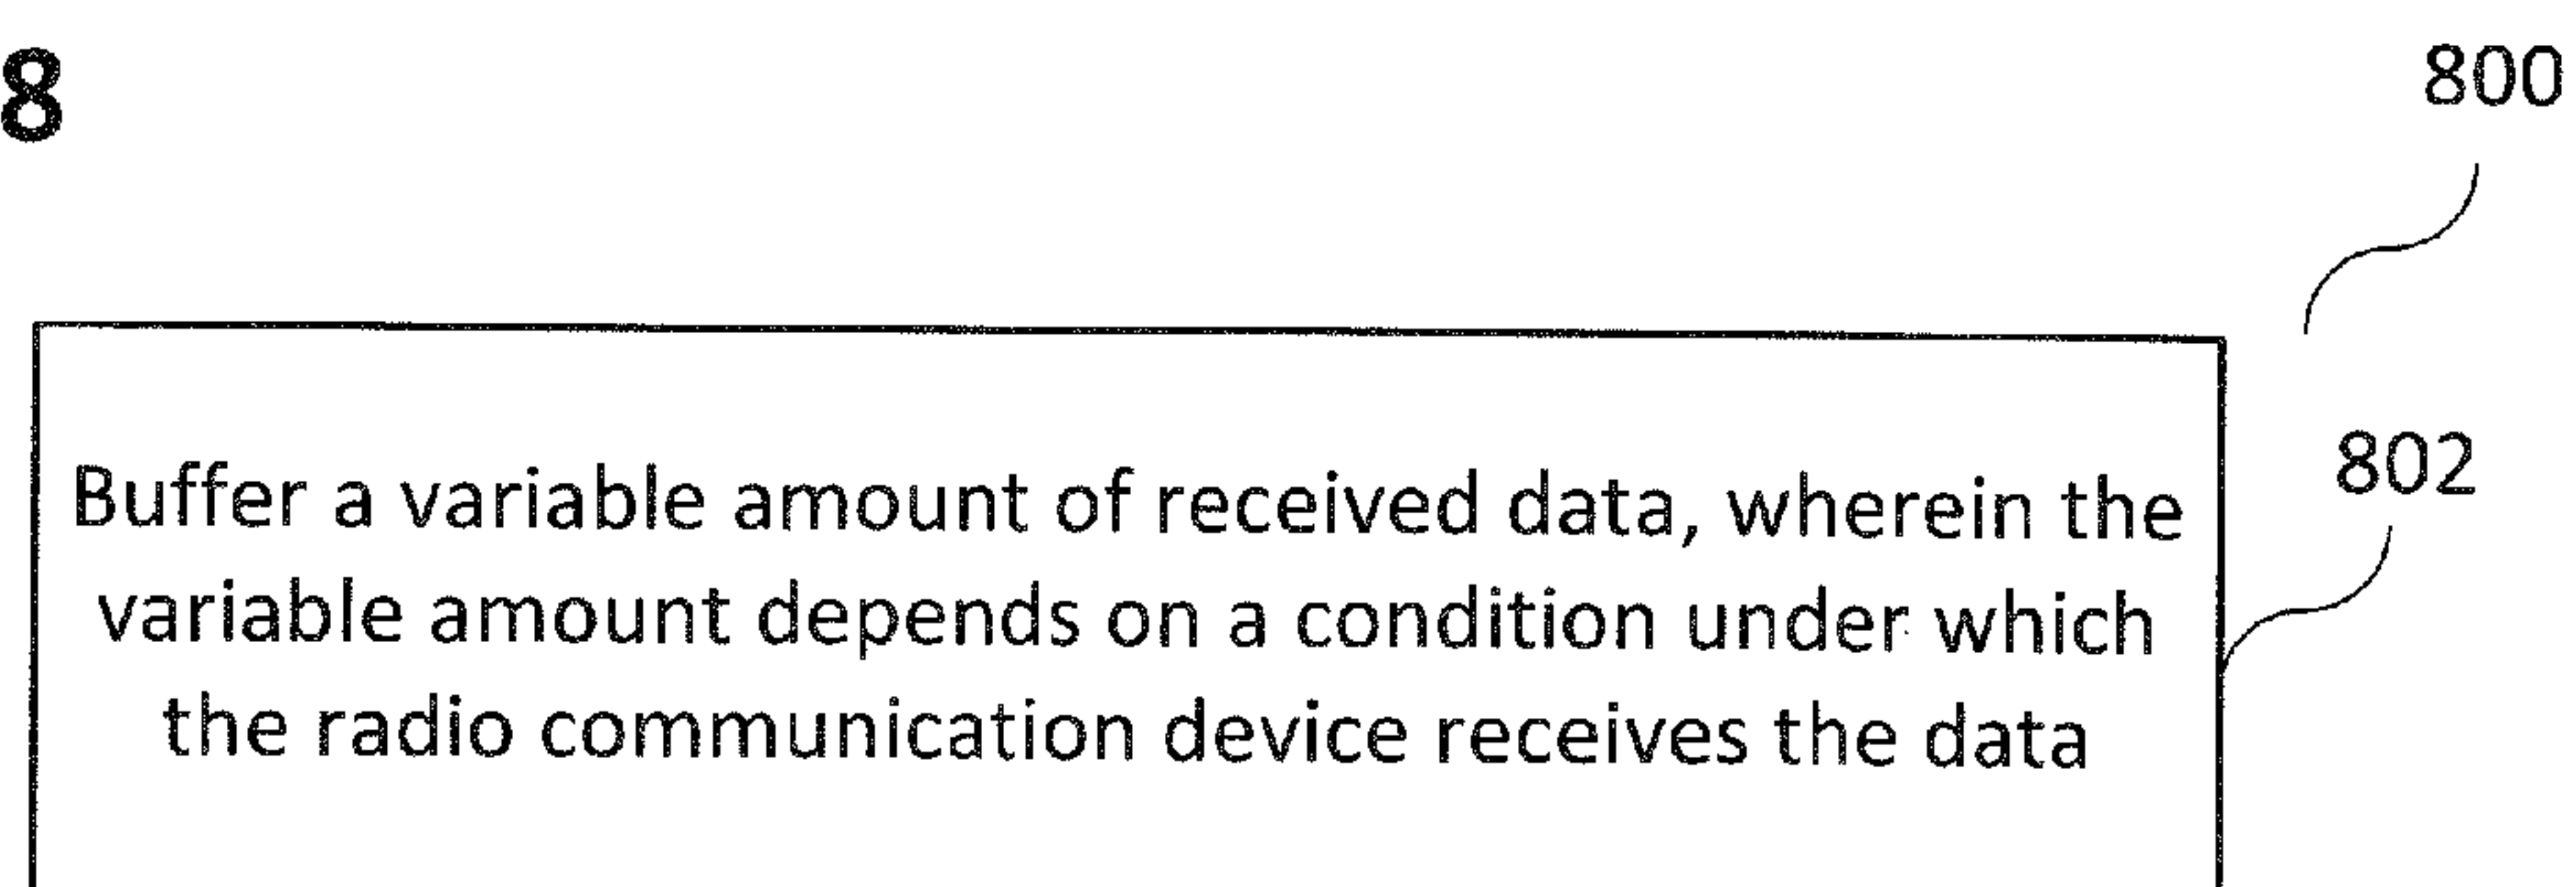 8
800
802
Buffer a variable amount of received data, wherein the
variable amount depends on a condition under which
the radio communication device receives the data